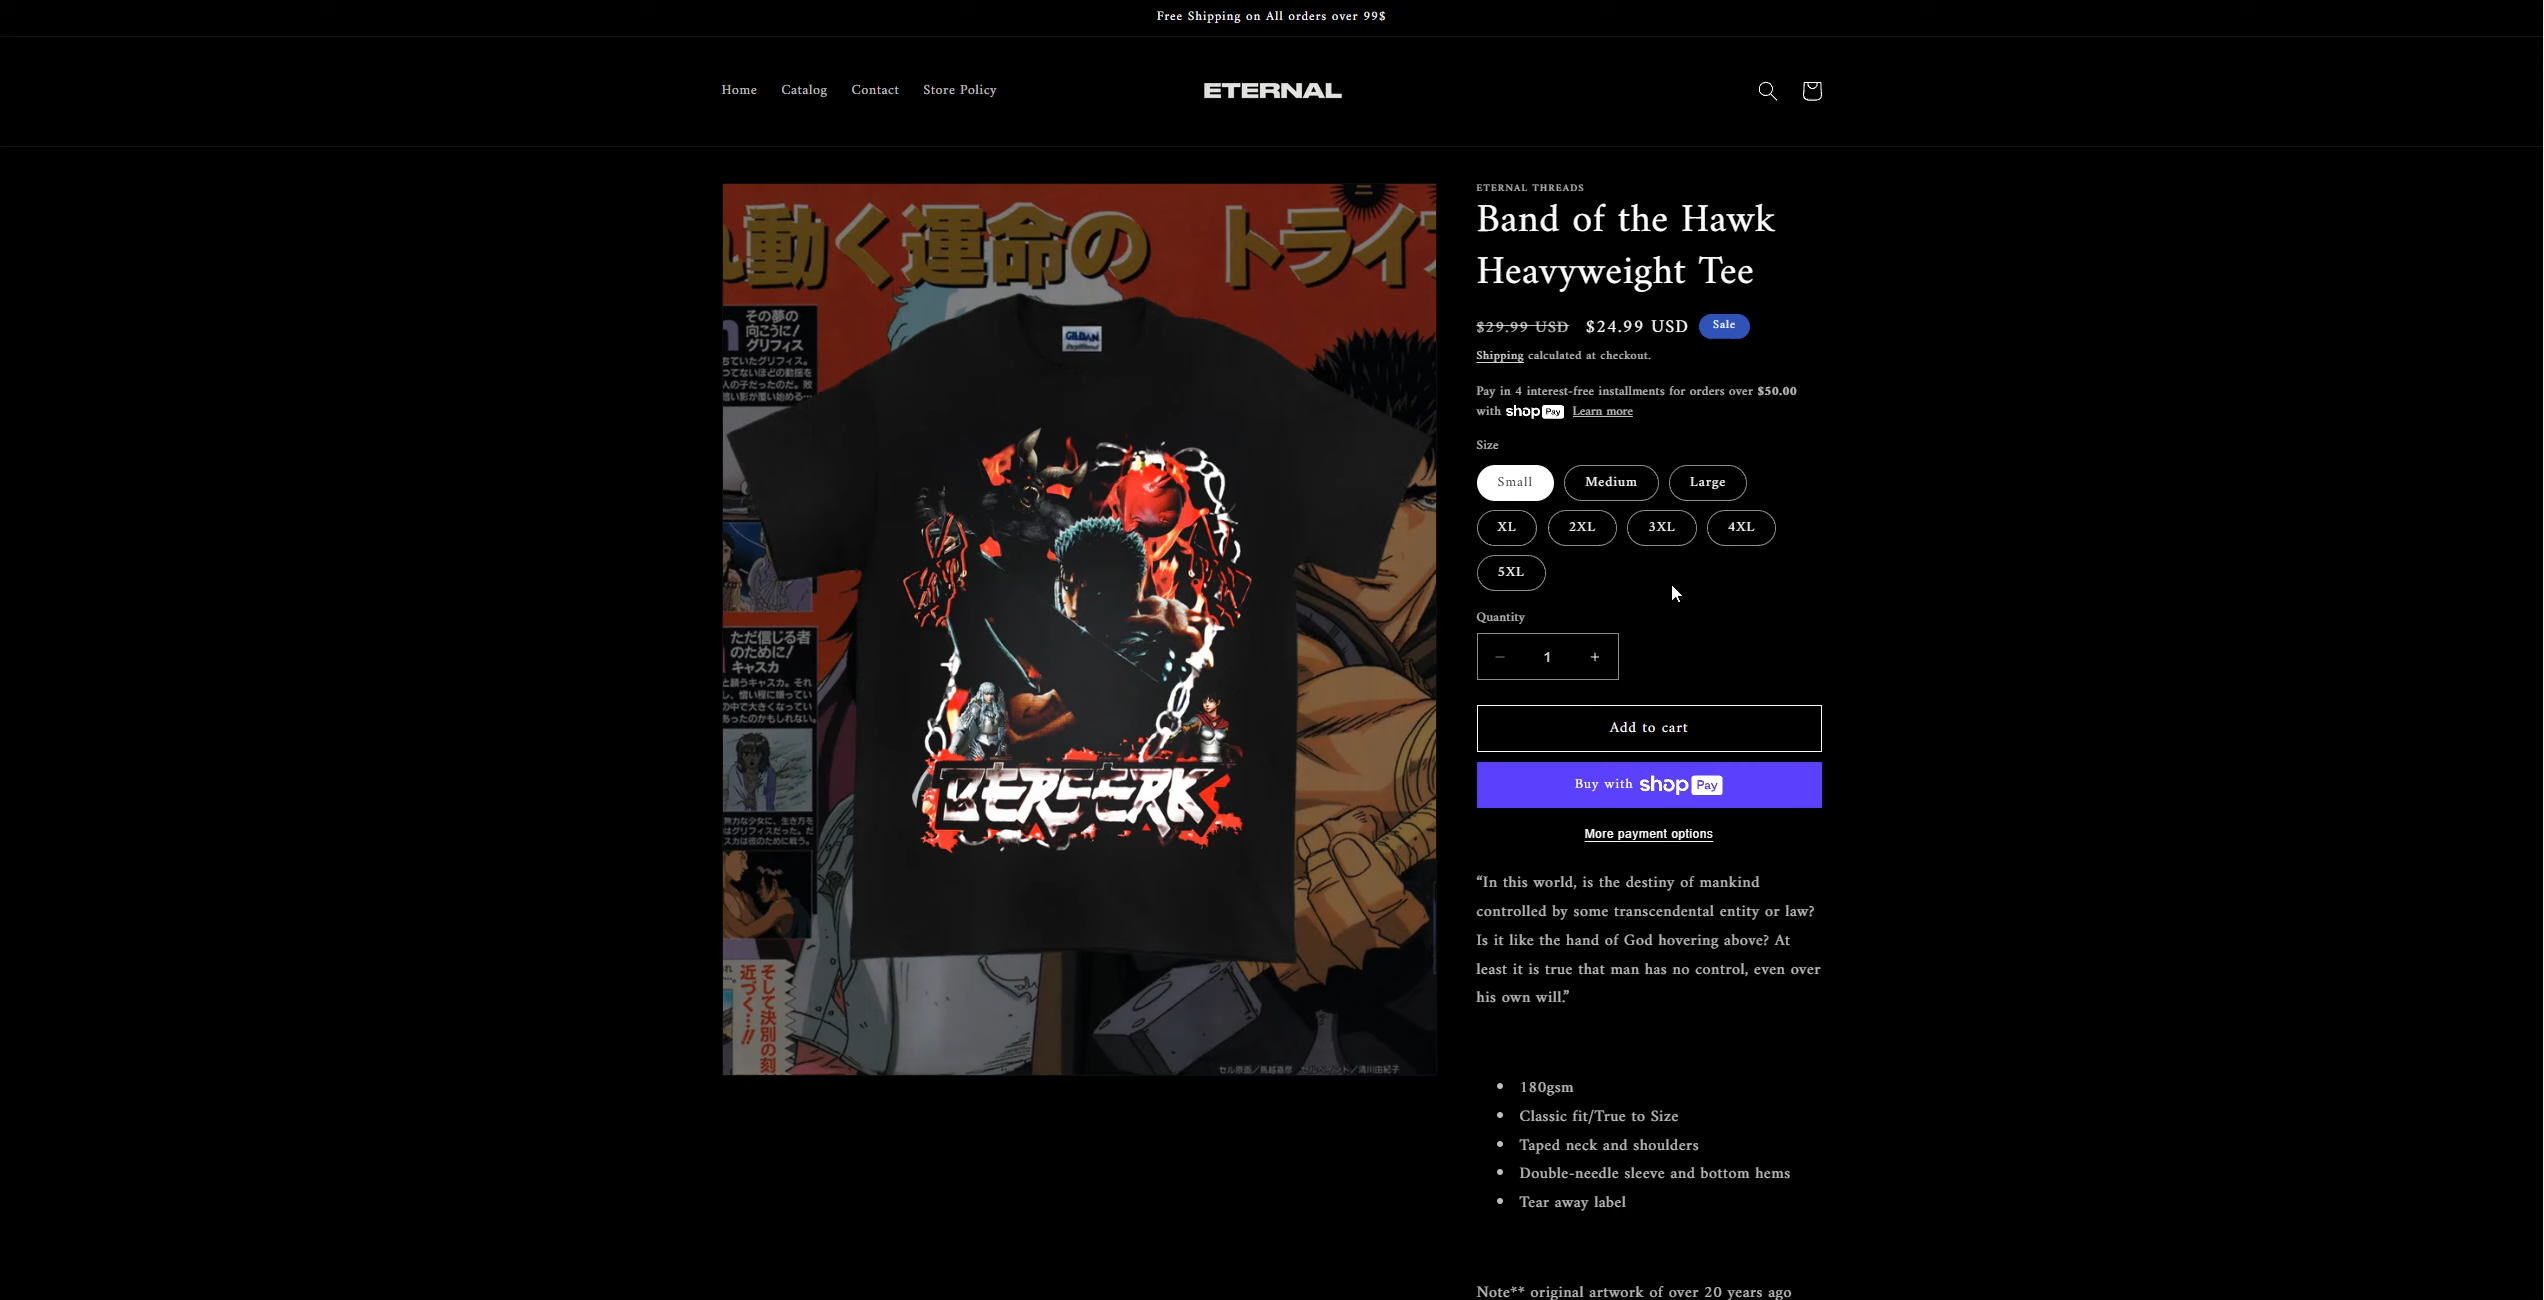 Free Shipping on All orders over 99$
Home
Catalog
Contact
Store Policy
ETERNAL
ETERNAL THREADS
Band of the Hawk
Heavyweight Tee
$29.99 USD $24.99 USD Sale
Shipping calculated at checkout.
Pay in 4 interest-free installments for orders over $50.00
with shop Pay Learn more
Size
Small Medium Large
XL 2XL 3XL 4XL
5XL
Quantity
− 1 +
Add to cart
Buy with shop Pay
More payment options
“In this world, is the destiny of mankind
controlled by some transcendental entity or law?
Is it like the hand of God hovering above? At
least it is true that man has no control, even over
his own will.”
180gsm
Classic fit/True to Size
Taped neck and shoulders
Double-needle sleeve and bottom hems
Tear away label
Note** original artwork of over 20 years ago
動く運命の トライ
その夢の
向こうに!
グリフィス
GILDAN
ただ信じる者
のために!
キャスカ
BERSERK
そして決別の刻
近づく…!!